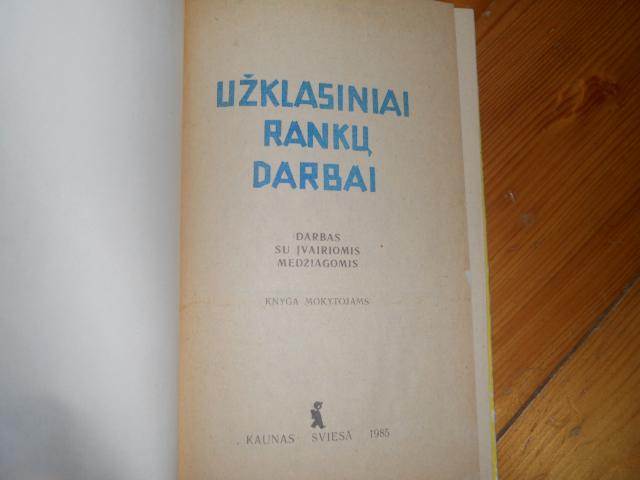 UŽKLASINIAI
RANKŲ
DARBAI
DARBAS
SU ĮVAIRIOMIS
MEDŽIAGOMIS
KNYGA MOKYTOJAMS
KAUNAS ŠVIESA 1985